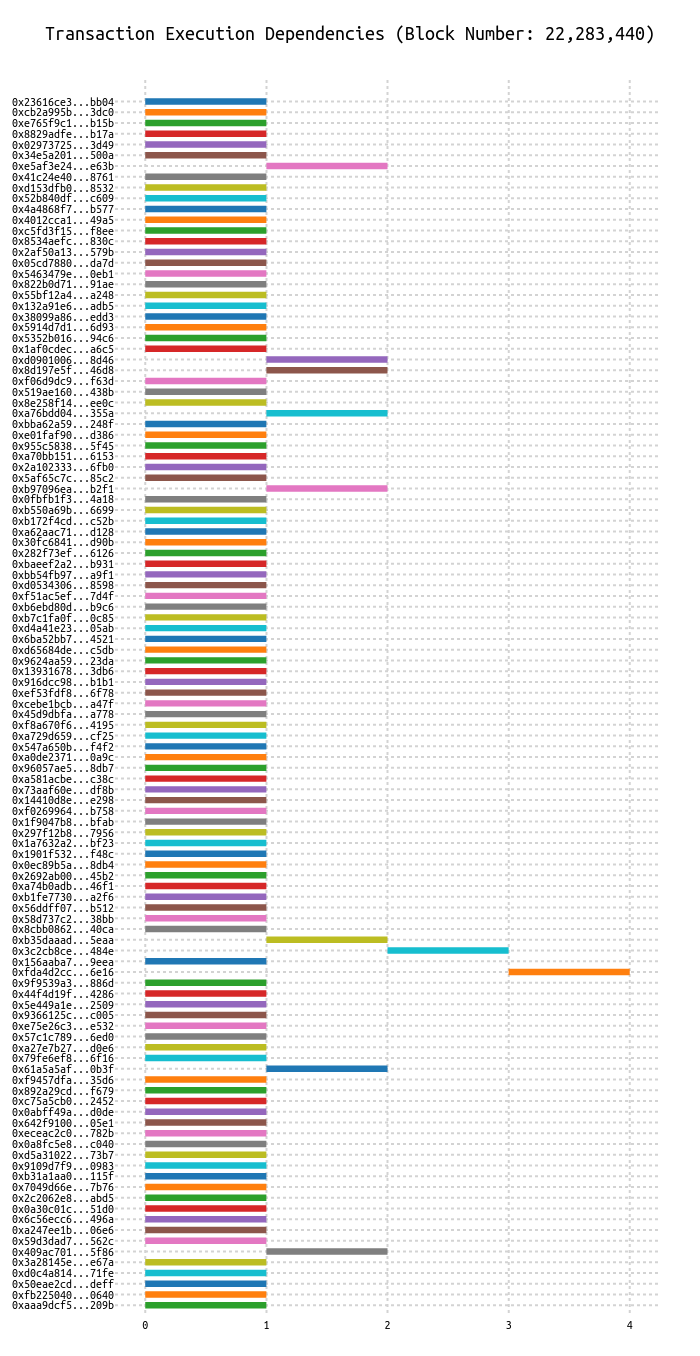 Transaction Execution Dependencies (Block Number: 22,283,440)
0x23616ce3...bb04
0xcb2a995b...3dc0
0xe765f9c1...b15b
0x8829adfe...b17a
0x02973725...3d49
0x34e5a201...500a
0xe5af3e24...e63b
0x41c24e40...8761
0xd153dfb0...8532
0x52b840df...c609
0x4a4868f7...b577
0x4012cca1...49a5
0xc5fd3f15...f8ee
0x8534aefc...830c
0x2af50a13...579b
0x05cd7880...da7d
0x5463479e...0eb1
0x822b0d71...91ae
0x55bf12a4...a248
0x132a91e6...adb5
0x38099a86...edd3
0x5914d7d1...6d93
0x5352b016...94c6
0x1af0cdec...a6c5
0xd0901006...8d46
0x8d197e5f...46d8
0xf06d9dc9...f63d
0x519ae160...438b
0x8e258f14...ee0c
0xa76bdd04...355a
0xbba62a59...248f
0xe01faf90...d386
0x955c5838...5f45
0xa70bb151...6153
0x2a102333...6fb0
0x5af65c7c...85c2
0xb97096ea...b2f1
0x0fbfb1f3...4a18
0xb550a69b...6699
0xb172f4cd...c52b
0xa62aac71...d128
0x30fc6841...d90b
0x282f73ef...6126
0xbaeef2a2...b931
0xbb54fb97...a9f1
0xd0534306...8598
0xf51ac5ef...7d4f
0xb6ebd80d...b9c6
0xb7c1fa0f...0c85
0xd4a41e23...05ab
0x6ba52bb7...4521
0xd65684de...c5db
0x9624aa59...23da
0x13931678...3db6
0x916dcc98...b1b1
0xef53fdf8...6f78
0xcebe1bcb...a47f
0x45d9dbfa...a778
0xf8a670f6...4195
0xa729d659...cf25
0x547a650b...f4f2
0xa0de2371...0a9c
0x96057ae5...8db7
0xa581acbe...c38c
0x73aaf60e...df8b
0x14410d8e...e298
0xf0269964...b758
0x1f9047b8...bfab
0x297f12b8...7956
0x1a7632a2...bf23
0x1901f532...f48c
0x0ec89b5a...8db4
0x2692ab00...45b2
0xa74b0adb...46f1
0xb1fe7730...a2f6
0x56ddff07...b512
0x58d737c2...38bb
0x8cbb0862...40ca
0xb35daaad...5eaa
0x3c2cb8ce...484e
0x156aaba7...9eea
0xfda4d2cc...6e16
0x9f9539a3...886d
0x44f4d19f...4286
0x5e449a1e...2509
0x9366125c...c005
0xe75e26c3...e532
0x57c1c789...6ed0
0xa27e7b27...d0e6
0x79fe6ef8...6f16
0x61a5a5af...0b3f
0xf9457dfa...35d6
0x892a29cd...f679
0xc75a5cb0...2452
0x0abff49a...d0de
0x642f9100...05e1
0xeceac2c0...782b
0x0a8fc5e8...c040
0xd5a31022...73b7
0x9109d7f9...0983
0xb31a1aa0...115f
0x7049d66e...7b76
0x2c2062e8...abd5
0x0a30c01c...51d0
0x6c56ecc6...496a
0xa247ee1b...06e6
0x59d3dad7...562c
0x409ac701...5f86
0x3a28145e...e67a
0xd0c4a814...71fe
0x50eae2cd...deff
0xfb225040...0640
0xaaa9dcf5...209b
0 1 2 3 4